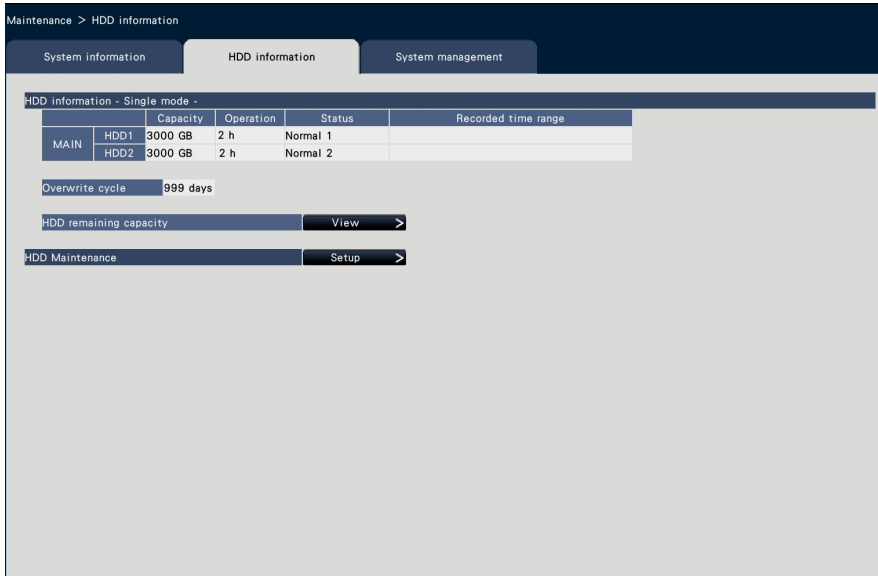 Maintenance > HDD information
System information HDD information System management
HDD information - Single mode -
Capacity Operation Status Recorded time range
MAIN HDD1 3000 GB 2 h Normal 1
HDD2 3000 GB 2 h Normal 2
Overwrite cycle 999 days
HDD remaining capacity View >
HDD Maintenance Setup >